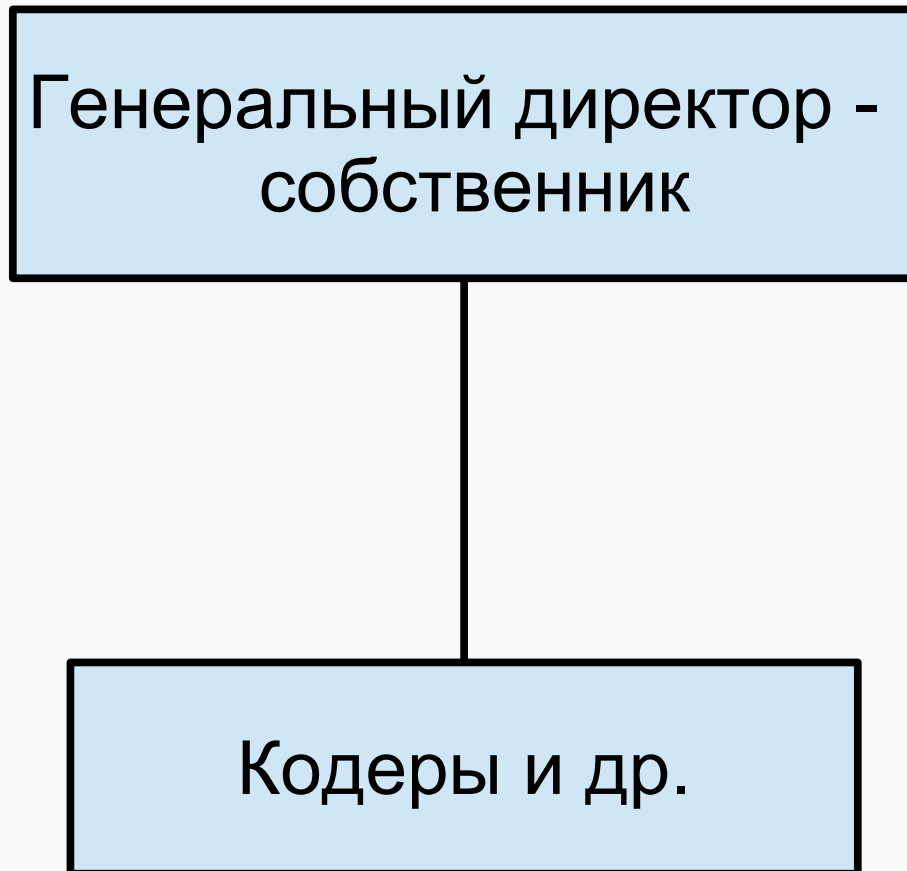 Генеральный директор -
собственник
Кодеры и др.